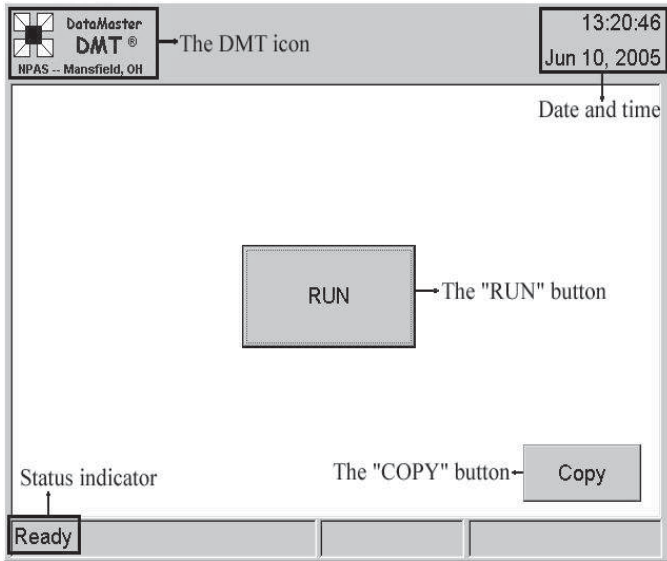 DataMaster
DMT ®
NPAS -- Mansfield, OH
The DMT icon
13:20:46
Jun 10, 2005
Date and time
RUN
The "RUN" button
The "COPY" button
Copy
Status indicator
Ready